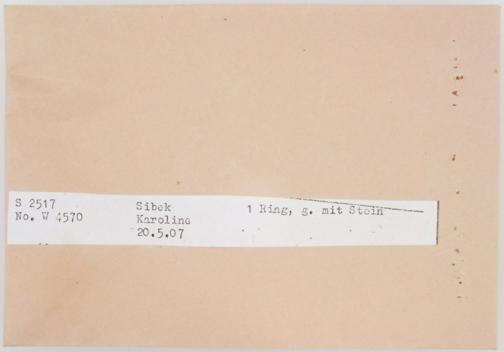 S 2517 Sibek 1 Ring, g. mit Stein
No. W 4570 Karoline
20.5.07